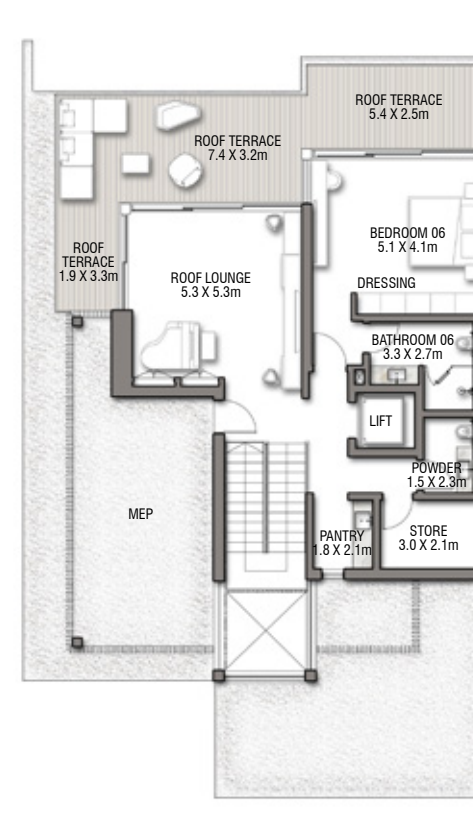 ROOF TERRACE
5.4 X 2.5m
ROOF TERRACE
7.4 X 3.2m
BEDROOM 06
5.1 X 4.1m
ROOF
TERRACE
1.9 X 3.3m
ROOF LOUNGE
5.3 X 5.3m
DRESSING
BATHROOM 06
3.3 X 2.7m
LIFT
POWDER
1.5 X 2.3m
MEP
PANTRY
1.8 X 2.1m
STORE
3.0 X 2.1m